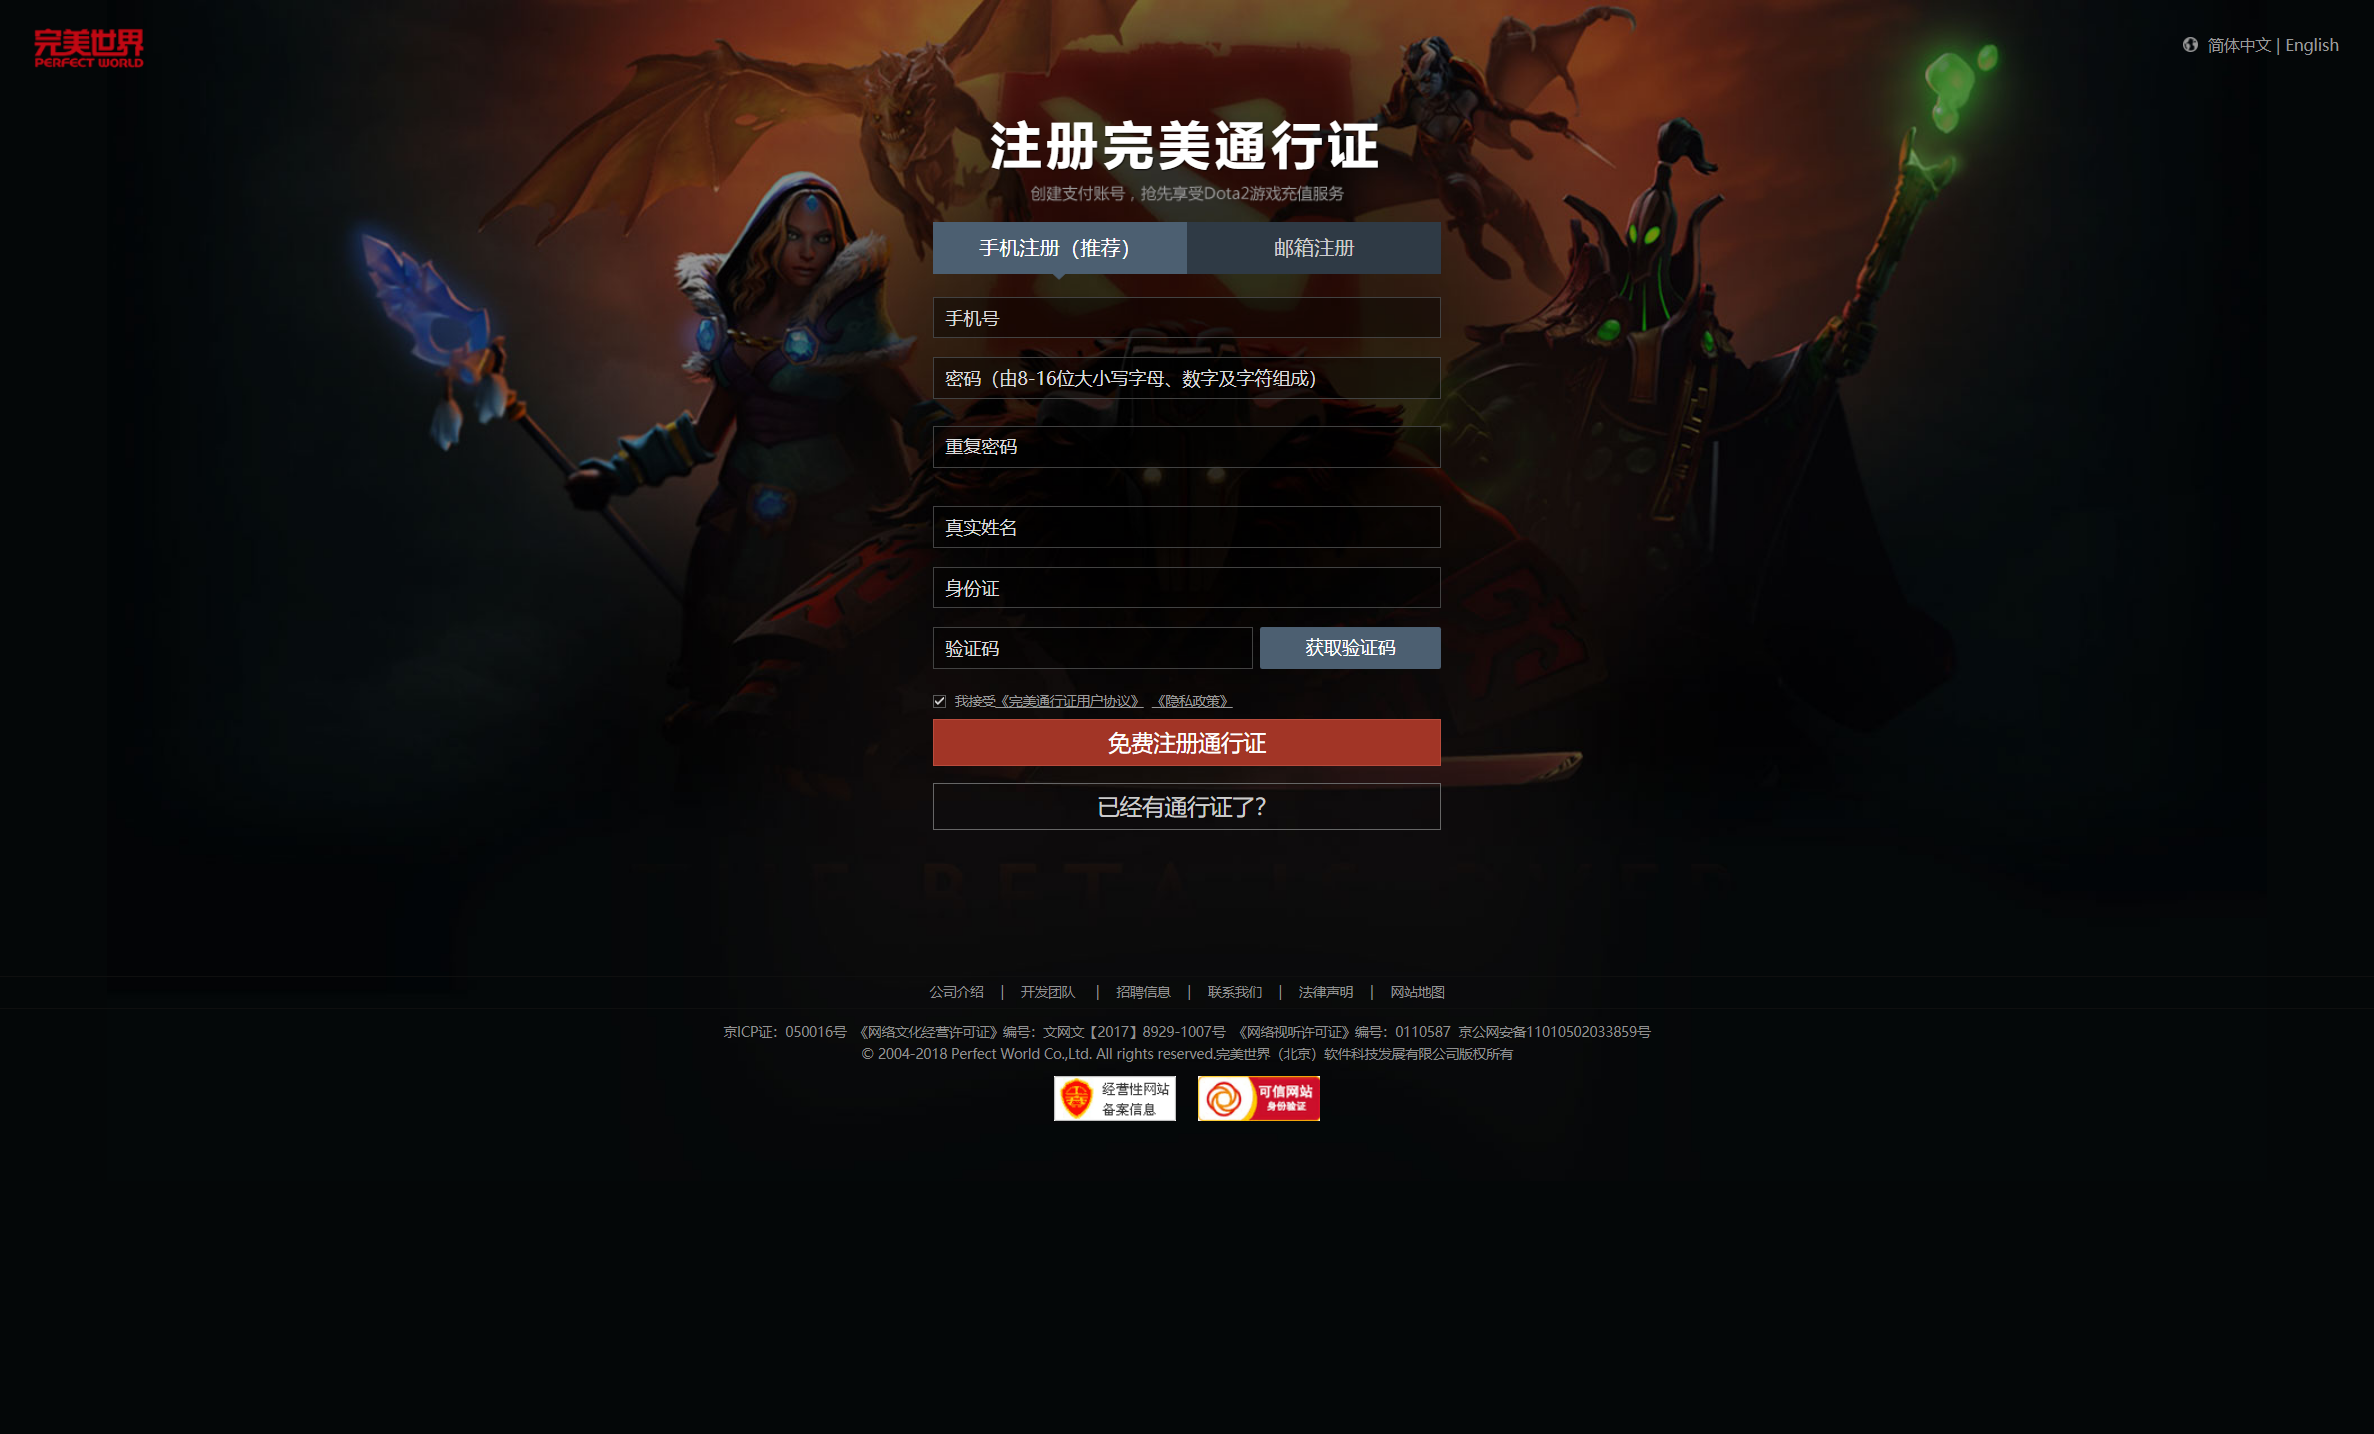 完美世界
PERFECT WORLD
简体中文 | English
注册完美通行证
创建支付账号，抢先享受Dota2游戏充值服务
手机注册（推荐）
邮箱注册
手机号
密码（由8-16位大小写字母、数字及字符组成）
重复密码
真实姓名
身份证
验证码
获取验证码
我接受《完美通行证用户协议》 《隐私政策》
免费注册通行证
已经有通行证了？
公司介绍 | 开发团队 | 招聘信息 | 联系我们 | 法律声明 | 网站地图
京ICP证：050016号 《网络文化经营许可证》编号：文网文【2017】8929-1007号 《网络视听许可证》编号：0110587 京公网安备11010502033859号
© 2004-2018 Perfect World Co.,Ltd. All rights reserved.完美世界（北京）软件科技发展有限公司版权所有
经营性网站
备案信息
可信网站
身份验证